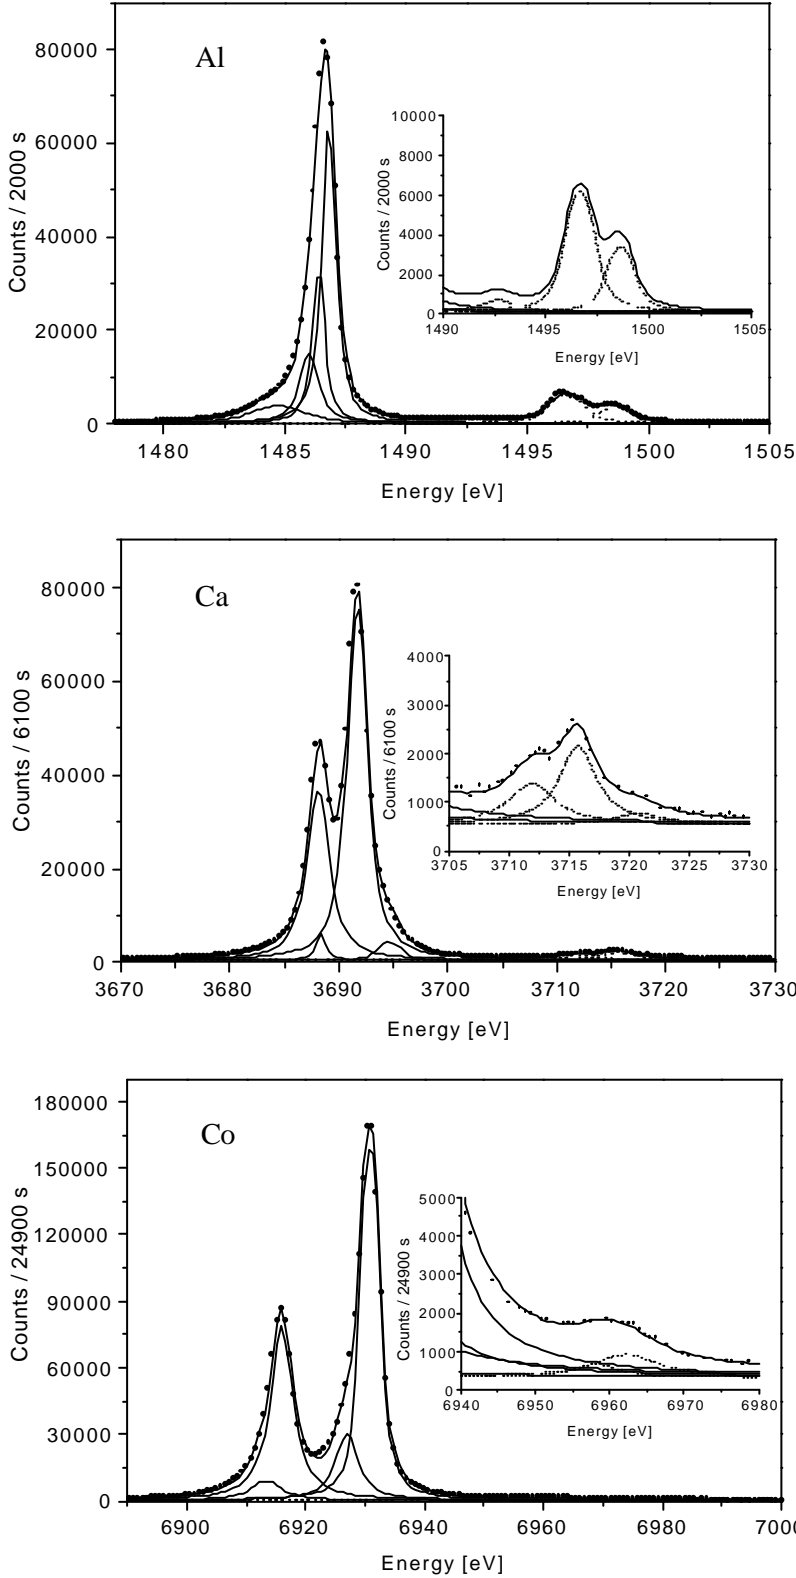 Al
80000
60000
40000
20000
0
Counts / 2000 s
1480 1485 1490 1495 1500 1505
Energy [eV]
10000
8000
6000
4000
2000
0
Counts / 2000 s
1490 1495 1500 1505
Energy [eV]
Ca
80000
60000
40000
20000
0
Counts / 6100 s
3670 3680 3690 3700 3710 3720 3730
Energy [eV]
4000
3000
2000
1000
0
Counts / 6100 s
3705 3710 3715 3720 3725 3730
Energy [eV]
Co
180000
150000
120000
90000
60000
30000
0
Counts / 24900 s
6900 6920 6940 6960 6980 7000
Energy [eV]
5000
4000
3000
2000
1000
0
Counts / 24900 s
6940 6950 6960 6970 6980
Energy [eV]